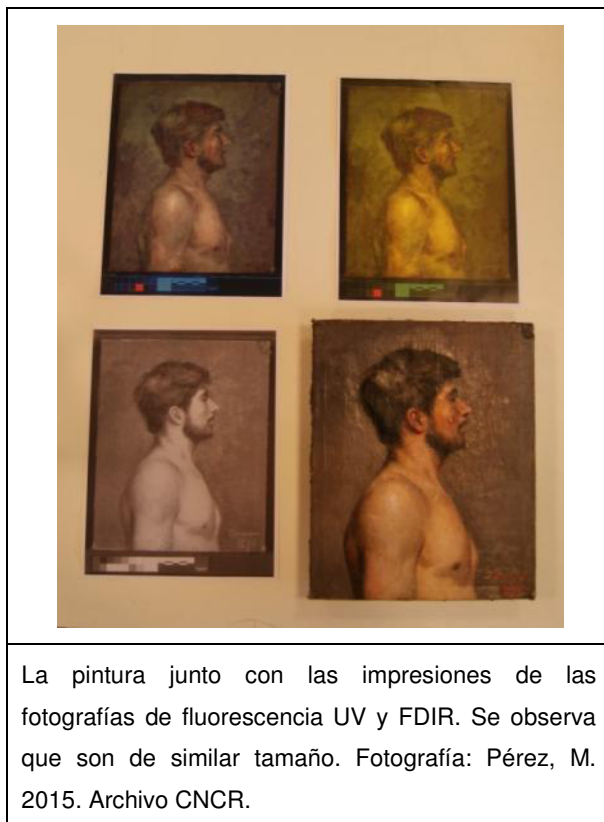 La pintura junto con las impresiones de las
fotografías de fluorescencia UV y FDIR. Se observa
que son de similar tamaño. Fotografía: Pérez, M.
2015. Archivo CNCR.